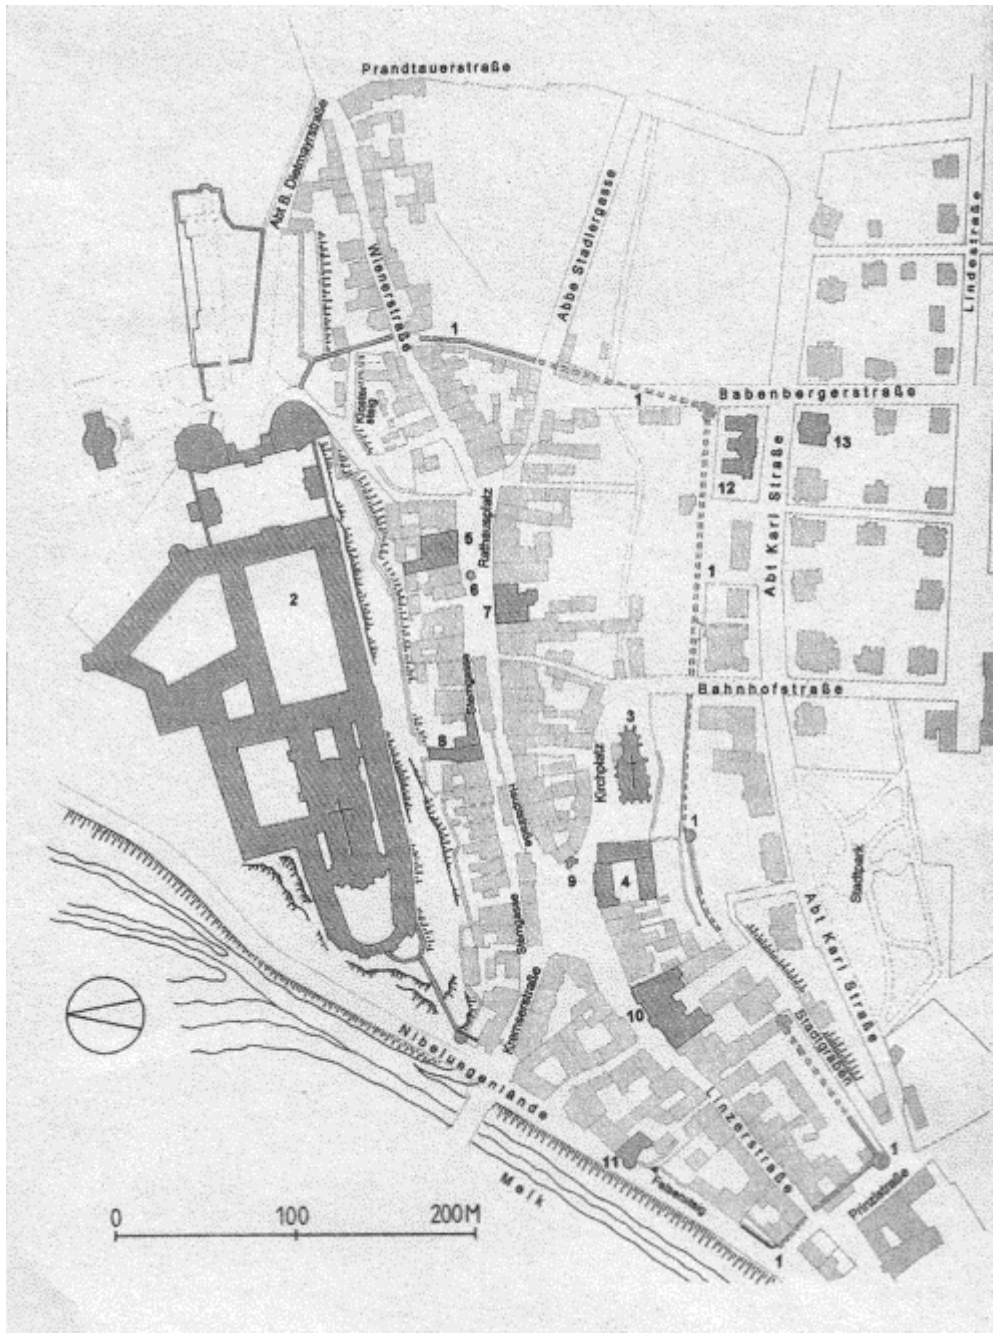 Prandtauerstraße
Abt B. Dietmayrstraße
Wienerstraße
Abbe Stadlergasse
Lindestraße
1
1
Babenbergerstraße
13
12
Abt Karl Straße
Rathausplatz
5
6
7
2
1
Sterngasse
Bahnhofstraße
3
8
Kirchplatz
Hauptstraße
1
9
4
Stadtpark
Sterngasse
Abt Karl Straße
Kremserstraße
10
Stadtgraben
Nibelungenlände
Linzerstraße
11
1
Melk
Prinzlstraße
0 100 200M
1